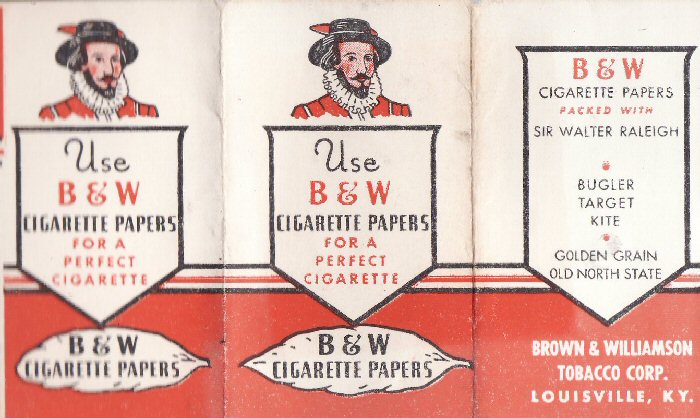 Use
B & W
CIGARETTE PAPERS
FOR A
PERFECT
CIGARETTE
B & W
CIGARETTE PAPERS
Use
B & W
CIGARETTE PAPERS
FOR A
PERFECT
CIGARETTE
B & W
CIGARETTE PAPERS
B & W
CIGARETTE PAPERS
PACKED WITH
SIR WALTER RALEIGH
BUGLER
TARGET
KITE
GOLDEN GRAIN
OLD NORTH STATE
BROWN & WILLIAMSON
TOBACCO CORP.
LOUISVILLE, KY.